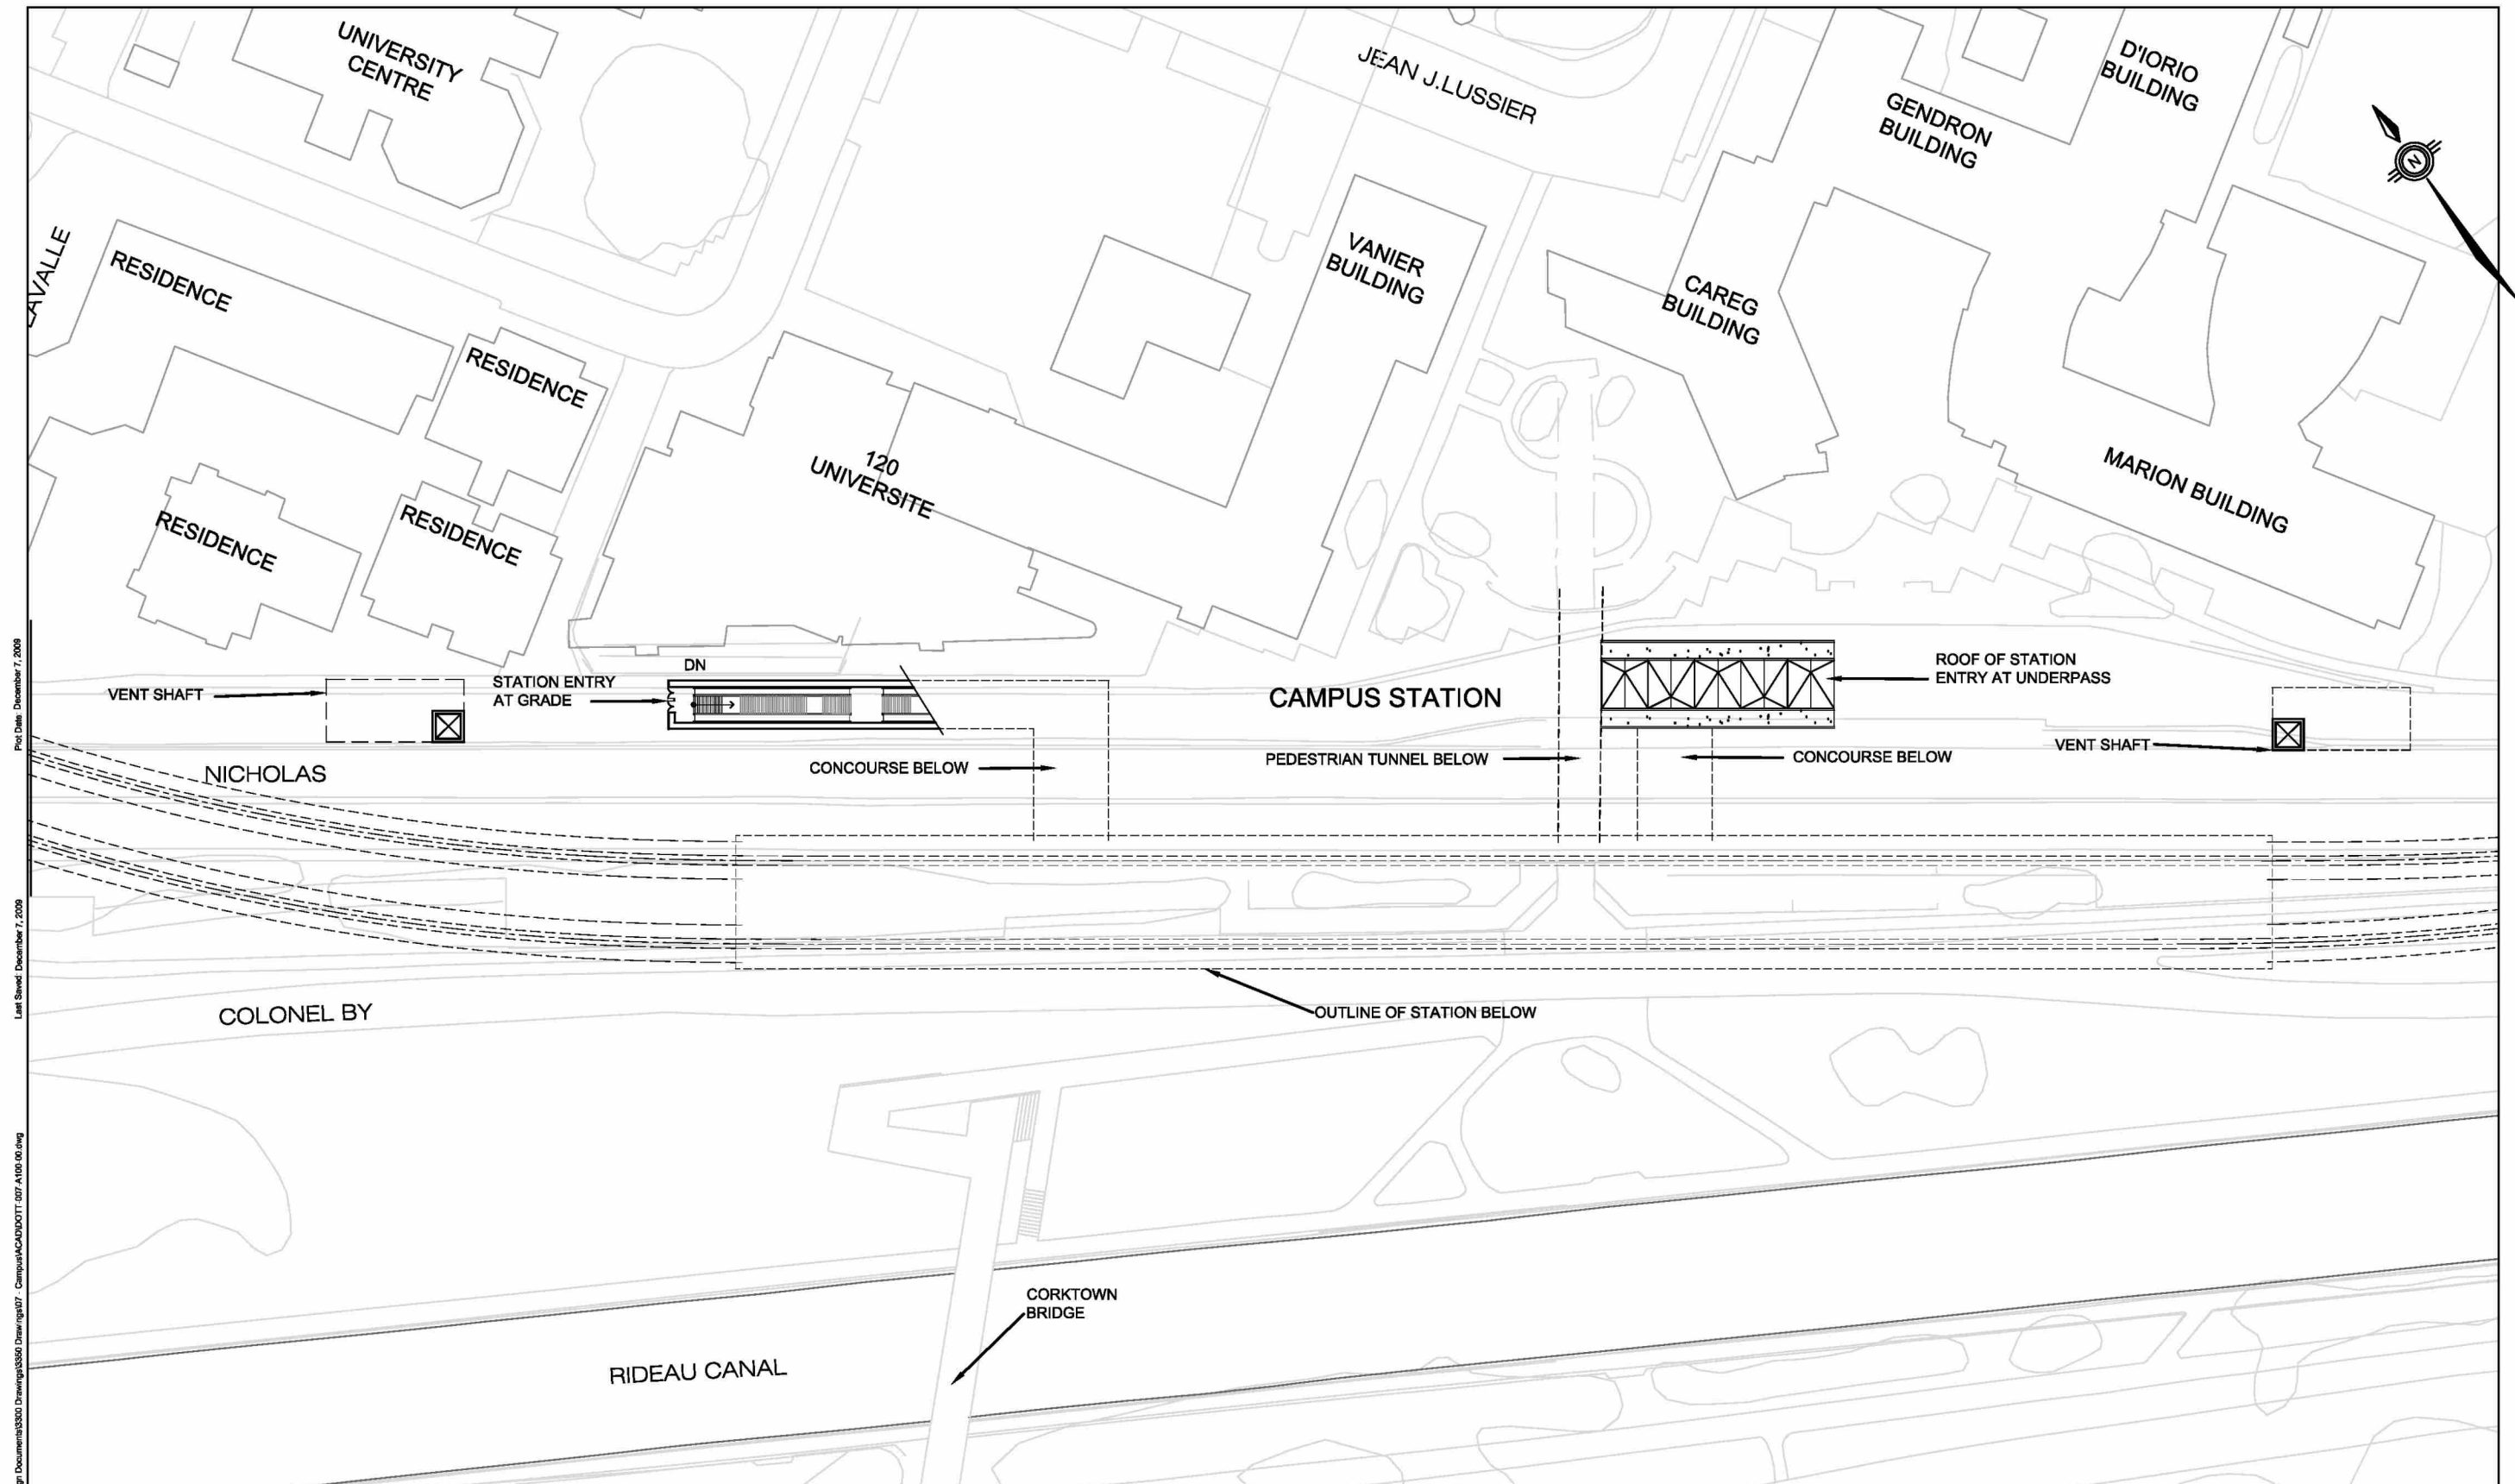 UNIVERSITY
CENTRE
JEAN J.LUSSIER
D'IORIO
BUILDING
GENDRON
BUILDING
N
VANIER
BUILDING
CAREG
BUILDING
RESIDENCE
RESIDENCE
120
UNIVERSITE
MARION BUILDING
RESIDENCE
RESIDENCE
DN
STATION ENTRY
AT GRADE
VENT SHAFT
CAMPUS STATION
ROOF OF STATION
ENTRY AT UNDERPASS
NICHOLAS
CONCOURSE BELOW
PEDESTRIAN TUNNEL BELOW
CONCOURSE BELOW
VENT SHAFT
COLONEL BY
OUTLINE OF STATION BELOW
CORKTOWN
BRIDGE
RIDEAU CANAL
Plot Date: December 7, 2009
Last Saved: December 7, 2009